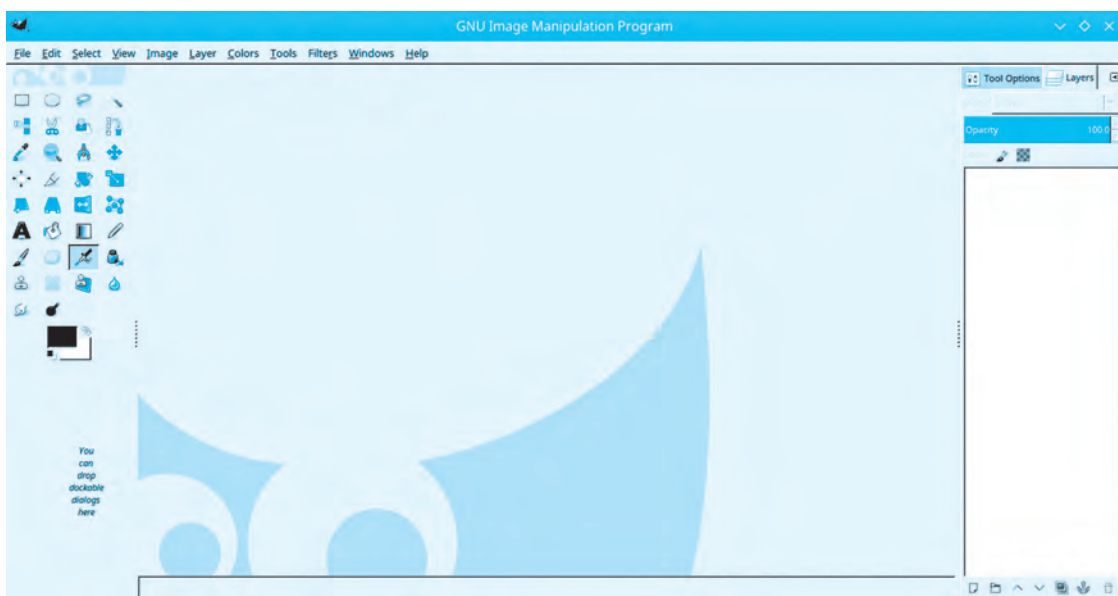 GNU Image Manipulation Program
File Edit Select View Image Layer Colors Tools Filters Windows Help
Tool Options Layers
Opacity 100.0
You
can
drop
dockable
dialogs
here